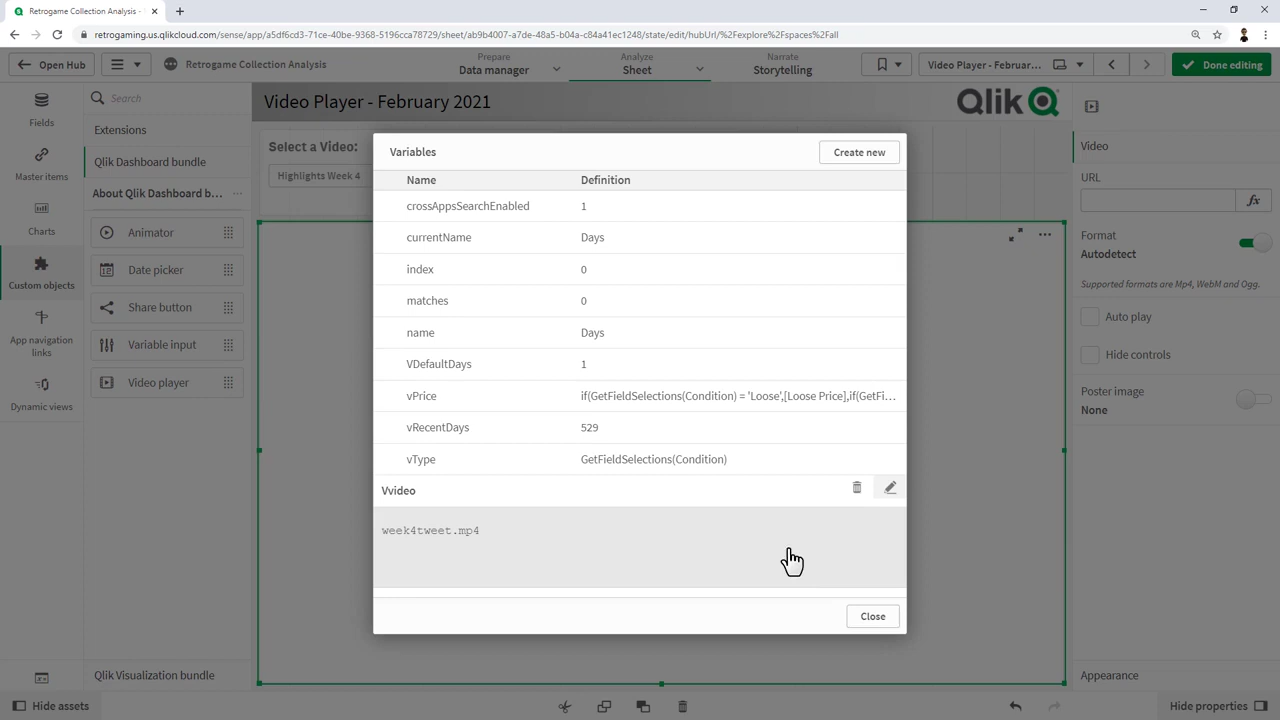 Retrogame Collection Analysis -
retrogaming.us.qlikcloud.com/sense/app/a5df6cd3-71ce-40be-9368-5196cca78729/sheet/ab9b4007-a7de-48a5-b04a-c84a41ec1248/state/edit/hubUrl/%2Fexplore%2Fspaces%2Fall
Open Hub
Retrogame Collection Analysis
Prepare
Data manager
Analyze
Sheet
Narrate
Storytelling
Video Player - Februar...
Done editing
Fields
Master items
Charts
Custom objects
App navigation
links
Dynamic views
Search
Extensions
Qlik Dashboard bundle
About Qlik Dashboard b...
Animator
Date picker
Share button
Variable input
Video player
Qlik Visualization bundle
Video Player - February 2021
Qlik
Select a Video:
Highlights Week 4
Variables
Create new
Name Definition
crossAppsSearchEnabled 1
currentName Days
index 0
matches 0
name Days
VDefaultDays 1
vPrice if(GetFieldSelections(Condition) = 'Loose',[Loose Price],if(GetFi...
vRecentDays 529
vType GetFieldSelections(Condition)
Vvideo
week4tweet.mp4
Close
Video
URL
fx
Format
Autodetect
Supported formats are Mp4, WebM and Ogg.
Auto play
Hide controls
Poster image
None
Appearance
Hide assets
Hide properties